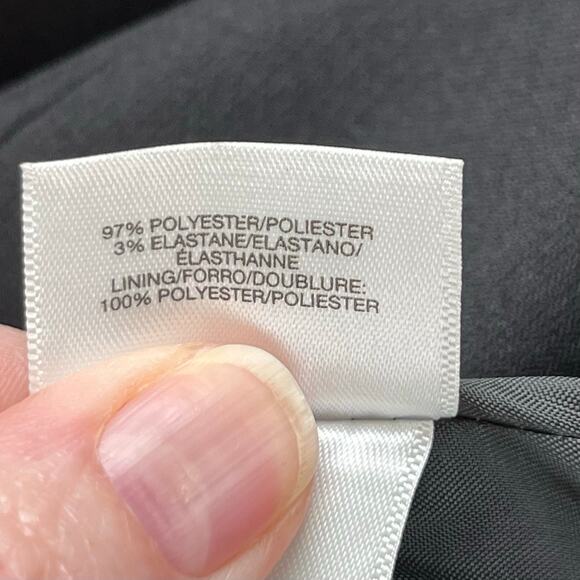 97% POLYESTER/POLIESTER
3% ELASTANE/ELASTANO/
ÉLASTHANNE
LINING/FORRO/DOUBLURE:
100% POLYESTER/POLIESTER